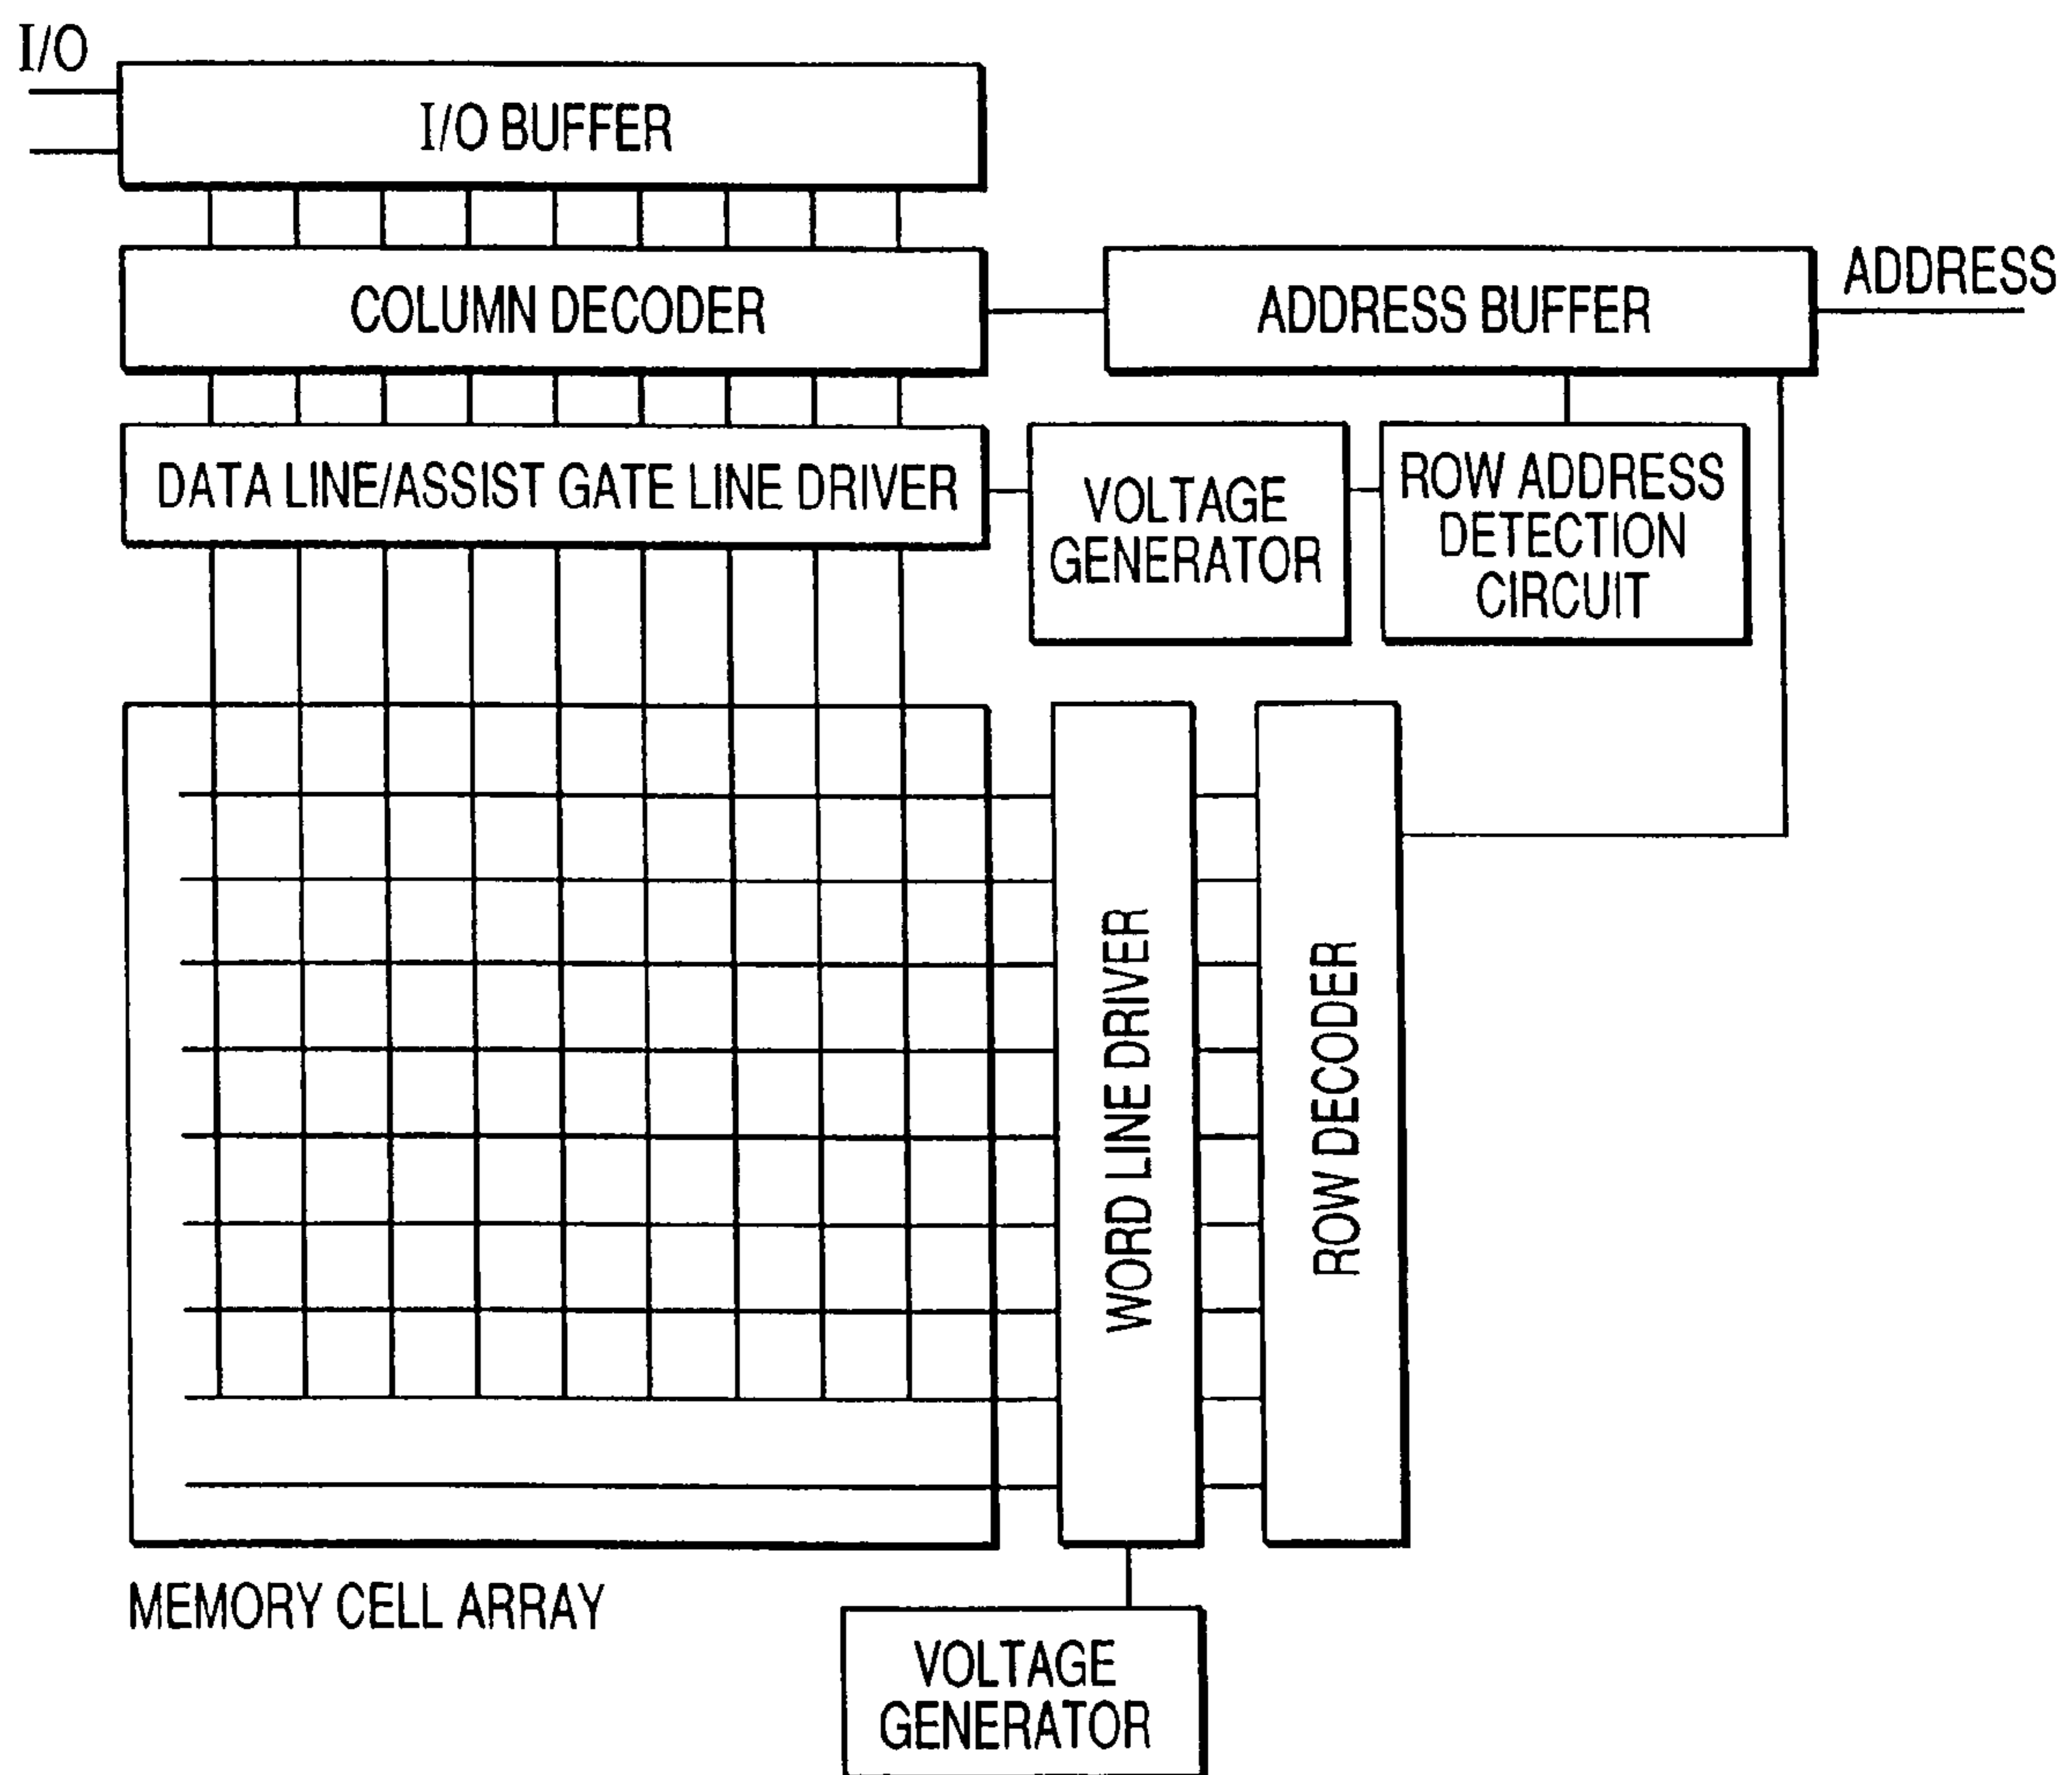 I/O
I/O BUFFER
COLUMN DECODER
ADDRESS BUFFER
ADDRESS
DATA LINE/ASSIST GATE LINE DRIVER
VOLTAGE
GENERATOR
ROW ADDRESS
DETECTION
CIRCUIT
WORD LINE DRIVER
ROW DECODER
MEMORY CELL ARRAY
VOLTAGE
GENERATOR